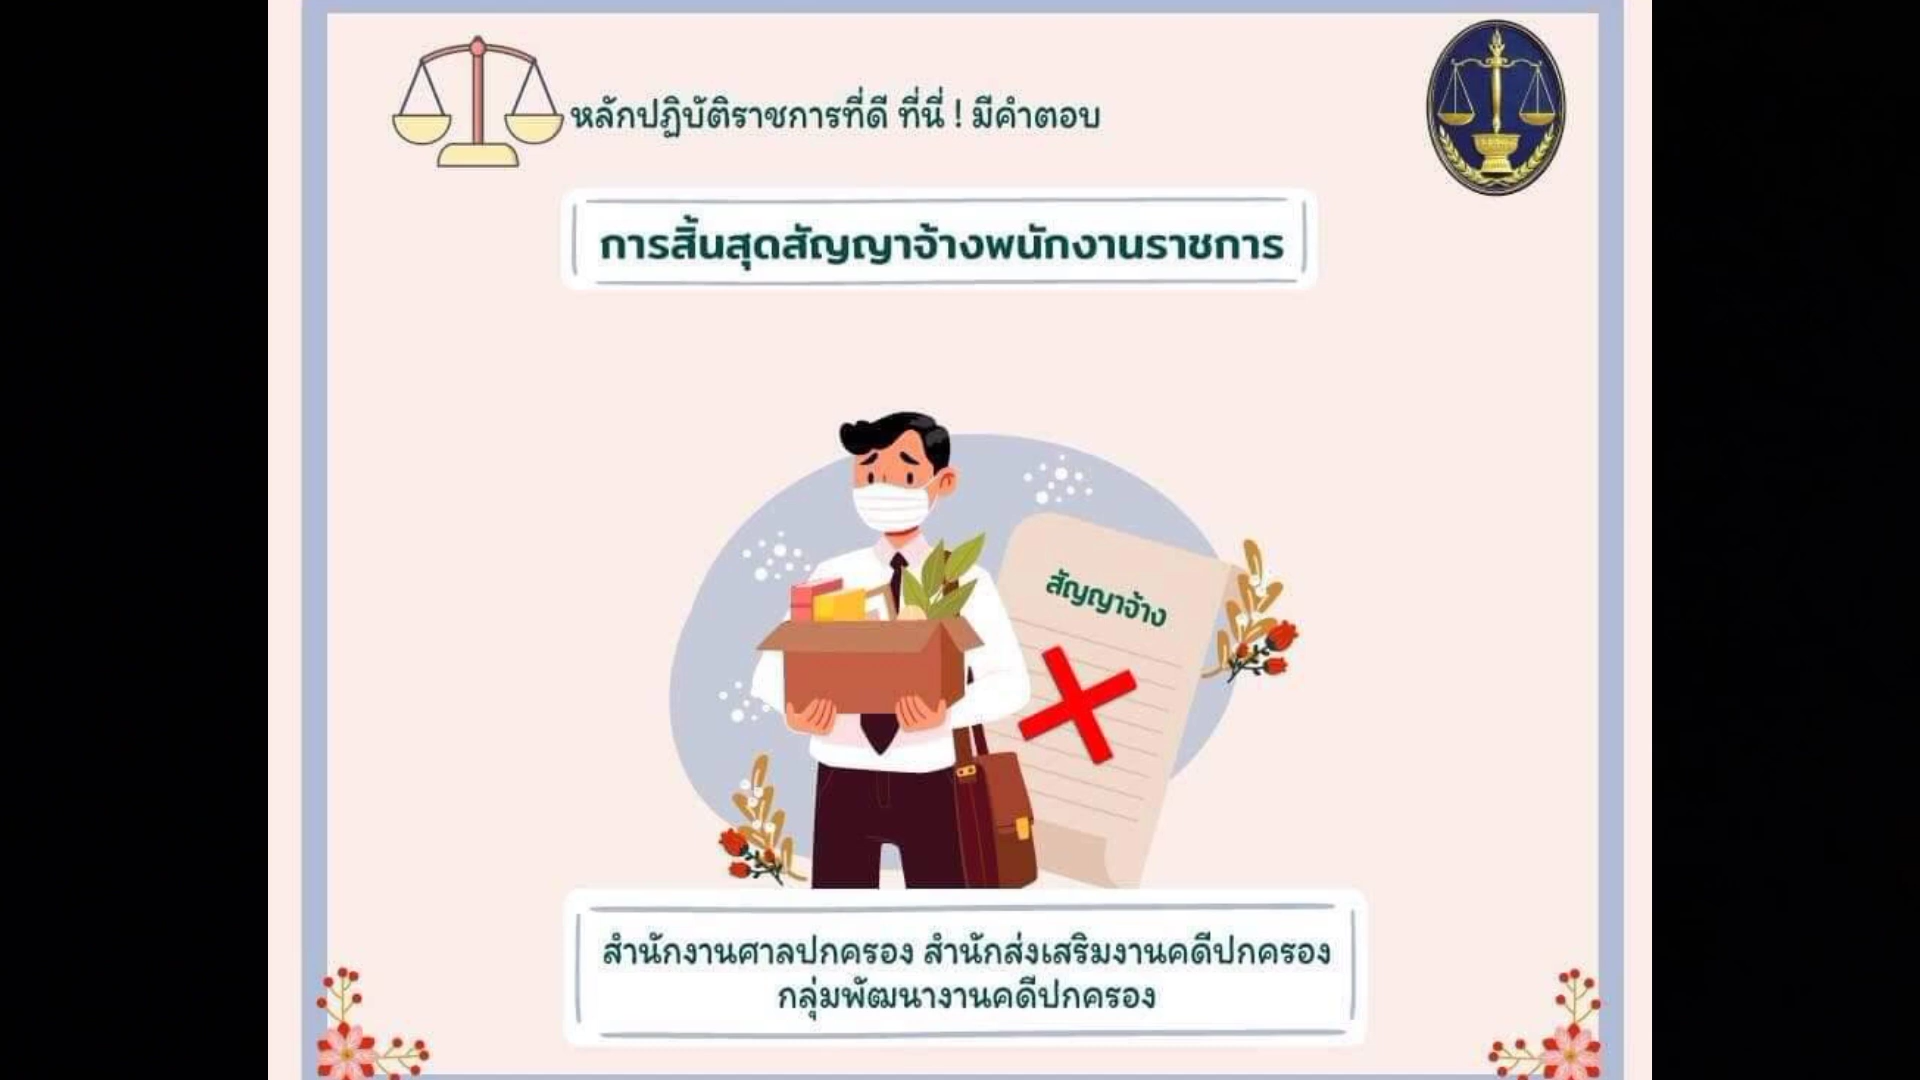 หลักปฏิบัติราชการที่ดี ที่นี่ ! มีคำตอบ
การสิ้นสุดสัญญาจ้างพนักงานราชการ
สัญญาจ้าง
สำนักงานศาลปกครอง สำนักส่งเสริมงานคดีปกครอง
กลุ่มพัฒนางานคดีปกครอง